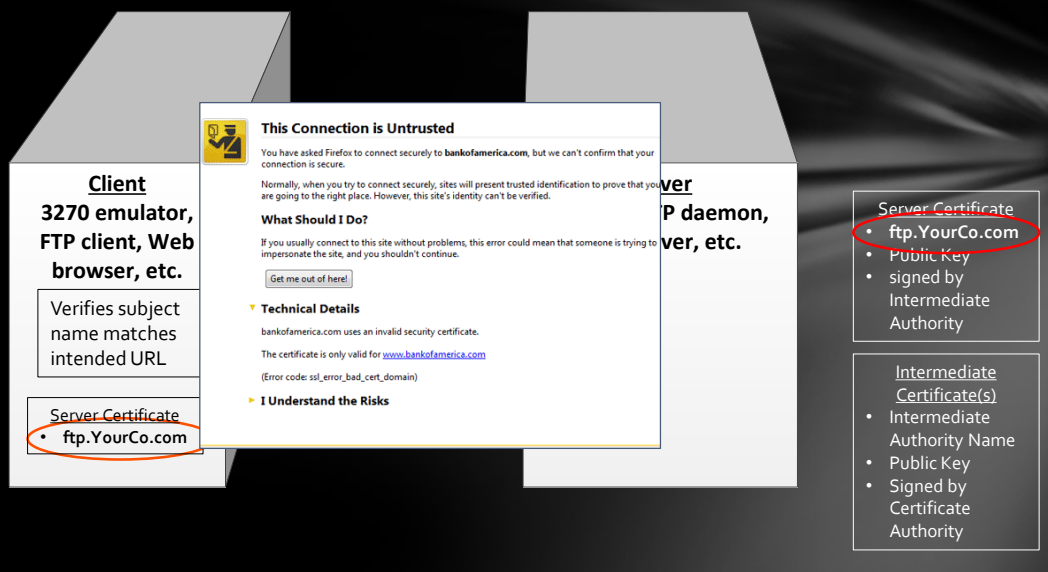 Client
3270 emulator,
FTP client, Web
browser, etc.
Verifies subject
name matches
intended URL
Server Certificate
• ftp.YourCo.com
This Connection is Untrusted
You have asked Firefox to connect securely to bankofamerica.com, but we can't confirm that your
connection is secure.
Normally, when you try to connect securely, sites will present trusted identification to prove that you
are going to the right place. However, this site's identity can't be verified.
What Should I Do?
If you usually connect to this site without problems, this error could mean that someone is trying to
impersonate the site, and you shouldn't continue.
Get me out of here!
Technical Details
bankofamerica.com uses an invalid security certificate.
The certificate is only valid for www.bankofamerica.com
(Error code: ssl_error_bad_cert_domain)
I Understand the Risks
ver
P daemon,
ver, etc.
Server Certificate
• ftp.YourCo.com
• Public Key
• signed by
Intermediate
Authority
Intermediate
Certificate(s)
• Intermediate
Authority Name
• Public Key
• Signed by
Certificate
Authority